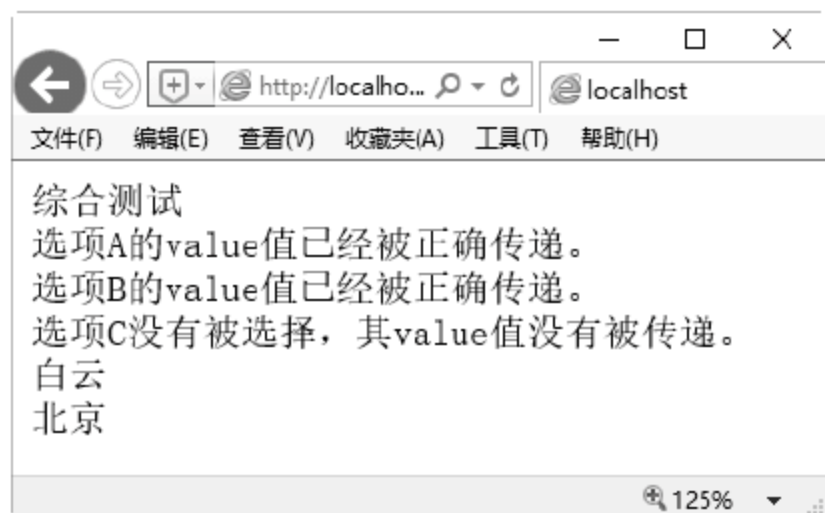 http://localho...
localhost
文件(F) 编辑(E) 查看(V) 收藏夹(A) 工具(T) 帮助(H)
综合测试
选项A的value值已经被正确传递。
选项B的value值已经被正确传递。
选项C没有被选择，其value值没有被传递。
白云
北京
125%